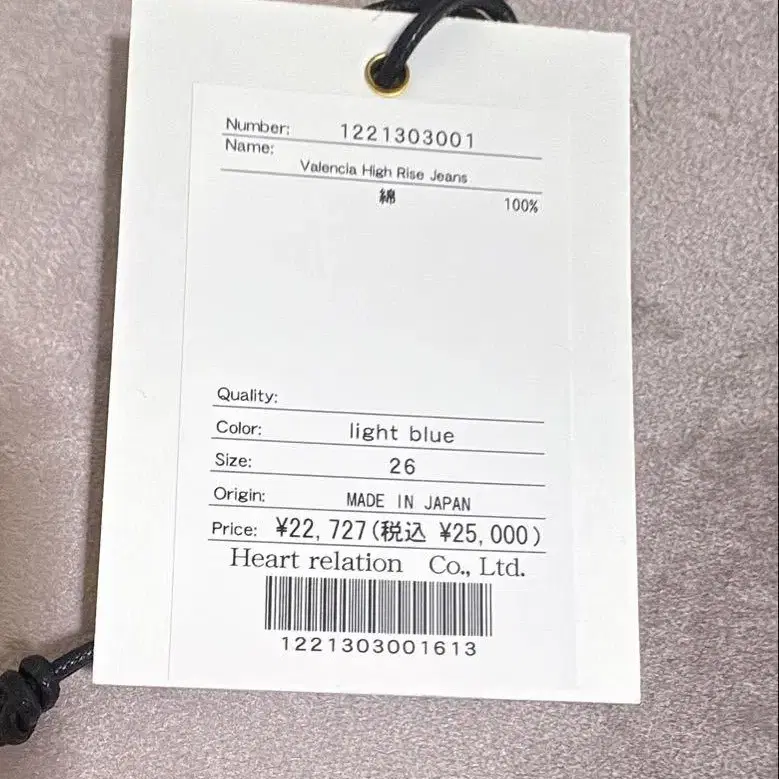 Number: 1221303001
Name:
Valencia High Rise Jeans
綿 100%
Quality:
Color: light blue
Size: 26
Origin: MADE IN JAPAN
Price: ¥22,727(税込 ¥25,000)
Heart relation Co., Ltd.
1221303001613